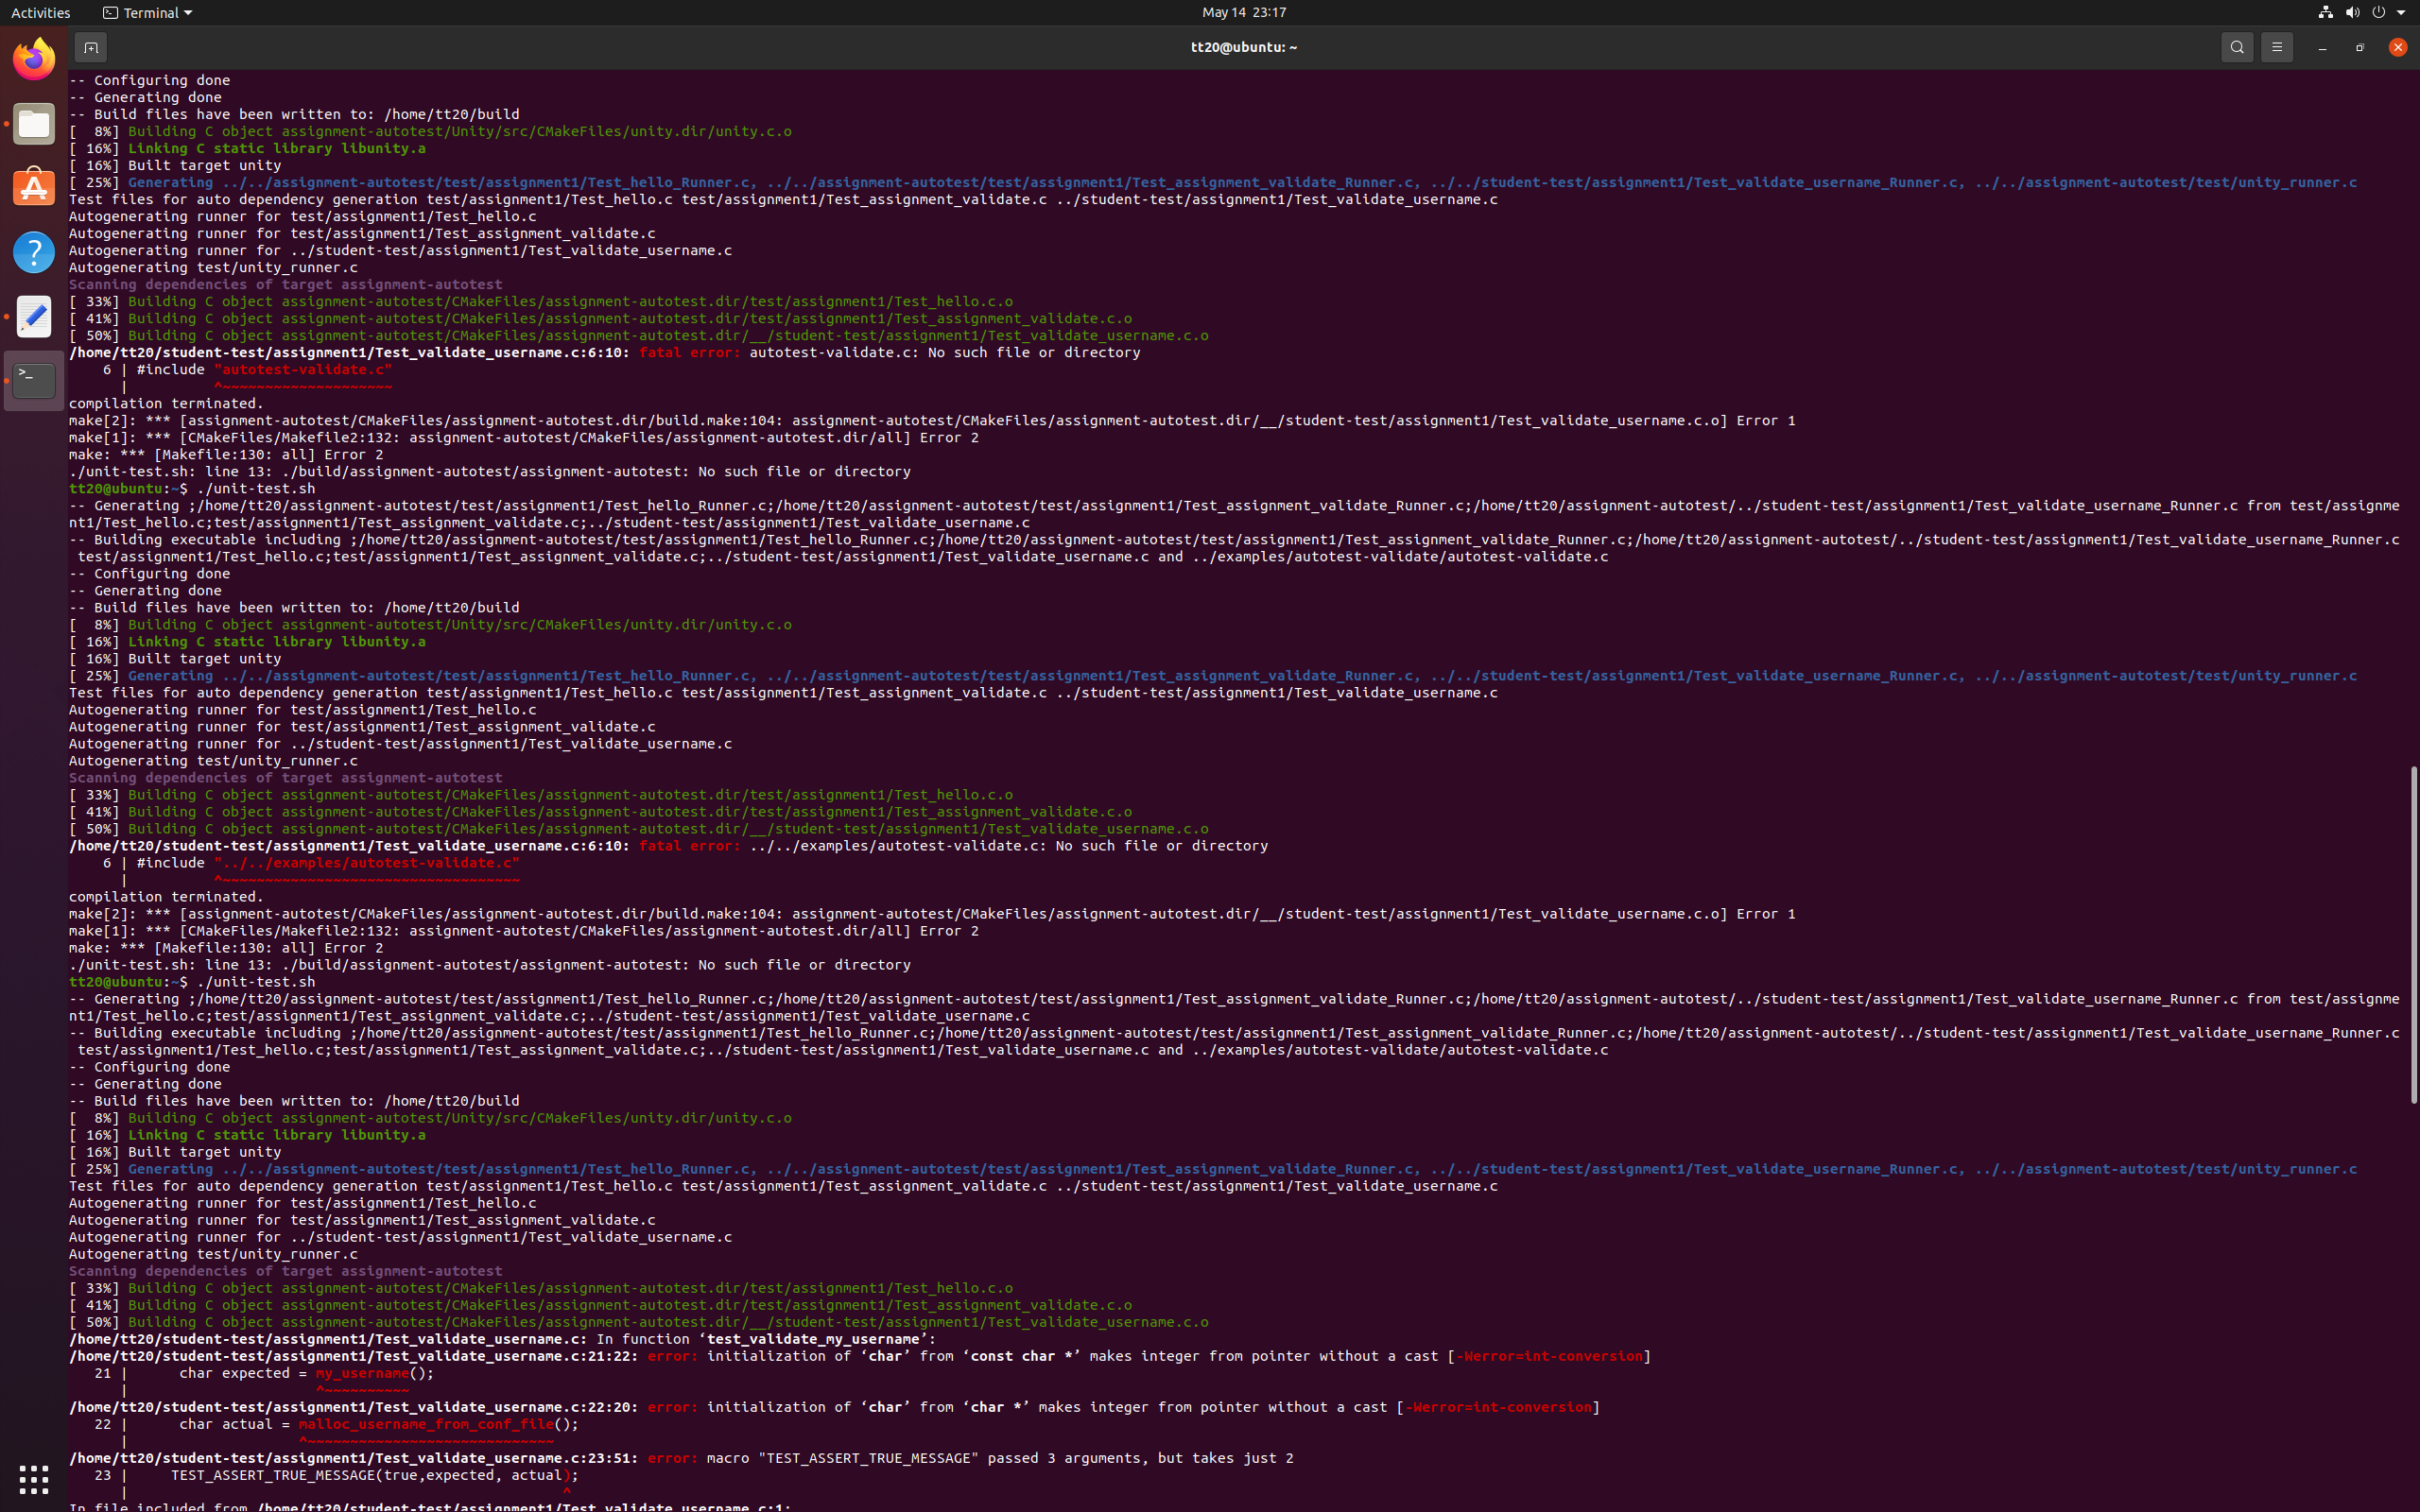 Activities
Terminal
May 14 23:17
tt20@ubuntu: ~
-- Configuring done
-- Generating done
-- Build files have been written to: /home/tt20/build
[  8%] Building C object assignment-autotest/Unity/src/CMakeFiles/unity.dir/unity.c.o
[ 16%] Linking C static library libunity.a
[ 16%] Built target unity
[ 25%] Generating ../../assignment-autotest/test/assignment1/Test_hello_Runner.c, ../../assignment-autotest/test/assignment1/Test_assignment_validate_Runner.c, ../../student-test/assignment1/Test_validate_username_Runner.c, ../../assignment-autotest/test/unity_runner.c
Test files for auto dependency generation test/assignment1/Test_hello.c test/assignment1/Test_assignment_validate.c ../student-test/assignment1/Test_validate_username.c
Autogenerating runner for test/assignment1/Test_hello.c
Autogenerating runner for test/assignment1/Test_assignment_validate.c
Autogenerating runner for ../student-test/assignment1/Test_validate_username.c
Autogenerating test/unity_runner.c
Scanning dependencies of target assignment-autotest
[ 33%] Building C object assignment-autotest/CMakeFiles/assignment-autotest.dir/test/assignment1/Test_hello.c.o
[ 41%] Building C object assignment-autotest/CMakeFiles/assignment-autotest.dir/test/assignment1/Test_assignment_validate.c.o
[ 50%] Building C object assignment-autotest/CMakeFiles/assignment-autotest.dir/__/student-test/assignment1/Test_validate_username.c.o
/home/tt20/student-test/assignment1/Test_validate_username.c:6:10: fatal error: autotest-validate.c: No such file or directory
    6 | #include "autotest-validate.c"
      |          ^~~~~~~~~~~~~~~~~~~~~
compilation terminated.
make[2]: *** [assignment-autotest/CMakeFiles/assignment-autotest.dir/build.make:104: assignment-autotest/CMakeFiles/assignment-autotest.dir/__/student-test/assignment1/Test_validate_username.c.o] Error 1
make[1]: *** [CMakeFiles/Makefile2:132: assignment-autotest/CMakeFiles/assignment-autotest.dir/all] Error 2
make: *** [Makefile:130: all] Error 2
./unit-test.sh: line 13: ./build/assignment-autotest/assignment-autotest: No such file or directory
tt20@ubuntu:~$ ./unit-test.sh
-- Generating ;/home/tt20/assignment-autotest/test/assignment1/Test_hello_Runner.c;/home/tt20/assignment-autotest/test/assignment1/Test_assignment_validate_Runner.c;/home/tt20/assignment-autotest/../student-test/assignment1/Test_validate_username_Runner.c from test/assignme
nt1/Test_hello.c;test/assignment1/Test_assignment_validate.c;../student-test/assignment1/Test_validate_username.c
-- Building executable including ;/home/tt20/assignment-autotest/test/assignment1/Test_hello_Runner.c;/home/tt20/assignment-autotest/test/assignment1/Test_assignment_validate_Runner.c;/home/tt20/assignment-autotest/../student-test/assignment1/Test_validate_username_Runner.c
 test/assignment1/Test_hello.c;test/assignment1/Test_assignment_validate.c;../student-test/assignment1/Test_validate_username.c and ../examples/autotest-validate/autotest-validate.c
-- Configuring done
-- Generating done
-- Build files have been written to: /home/tt20/build
[  8%] Building C object assignment-autotest/Unity/src/CMakeFiles/unity.dir/unity.c.o
[ 16%] Linking C static library libunity.a
[ 16%] Built target unity
[ 25%] Generating ../../assignment-autotest/test/assignment1/Test_hello_Runner.c, ../../assignment-autotest/test/assignment1/Test_assignment_validate_Runner.c, ../../student-test/assignment1/Test_validate_username_Runner.c, ../../assignment-autotest/test/unity_runner.c
Test files for auto dependency generation test/assignment1/Test_hello.c test/assignment1/Test_assignment_validate.c ../student-test/assignment1/Test_validate_username.c
Autogenerating runner for test/assignment1/Test_hello.c
Autogenerating runner for test/assignment1/Test_assignment_validate.c
Autogenerating runner for ../student-test/assignment1/Test_validate_username.c
Autogenerating test/unity_runner.c
Scanning dependencies of target assignment-autotest
[ 33%] Building C object assignment-autotest/CMakeFiles/assignment-autotest.dir/test/assignment1/Test_hello.c.o
[ 41%] Building C object assignment-autotest/CMakeFiles/assignment-autotest.dir/test/assignment1/Test_assignment_validate.c.o
[ 50%] Building C object assignment-autotest/CMakeFiles/assignment-autotest.dir/__/student-test/assignment1/Test_validate_username.c.o
/home/tt20/student-test/assignment1/Test_validate_username.c:6:10: fatal error: ../../examples/autotest-validate.c: No such file or directory
    6 | #include "../../examples/autotest-validate.c"
      |          ^~~~~~~~~~~~~~~~~~~~~~~~~~~~~~~~~~~~
compilation terminated.
make[2]: *** [assignment-autotest/CMakeFiles/assignment-autotest.dir/build.make:104: assignment-autotest/CMakeFiles/assignment-autotest.dir/__/student-test/assignment1/Test_validate_username.c.o] Error 1
make[1]: *** [CMakeFiles/Makefile2:132: assignment-autotest/CMakeFiles/assignment-autotest.dir/all] Error 2
make: *** [Makefile:130: all] Error 2
./unit-test.sh: line 13: ./build/assignment-autotest/assignment-autotest: No such file or directory
tt20@ubuntu:~$ ./unit-test.sh
-- Generating ;/home/tt20/assignment-autotest/test/assignment1/Test_hello_Runner.c;/home/tt20/assignment-autotest/test/assignment1/Test_assignment_validate_Runner.c;/home/tt20/assignment-autotest/../student-test/assignment1/Test_validate_username_Runner.c from test/assignme
nt1/Test_hello.c;test/assignment1/Test_assignment_validate.c;../student-test/assignment1/Test_validate_username.c
-- Building executable including ;/home/tt20/assignment-autotest/test/assignment1/Test_hello_Runner.c;/home/tt20/assignment-autotest/test/assignment1/Test_assignment_validate_Runner.c;/home/tt20/assignment-autotest/../student-test/assignment1/Test_validate_username_Runner.c
 test/assignment1/Test_hello.c;test/assignment1/Test_assignment_validate.c;../student-test/assignment1/Test_validate_username.c and ../examples/autotest-validate/autotest-validate.c
-- Configuring done
-- Generating done
-- Build files have been written to: /home/tt20/build
[  8%] Building C object assignment-autotest/Unity/src/CMakeFiles/unity.dir/unity.c.o
[ 16%] Linking C static library libunity.a
[ 16%] Built target unity
[ 25%] Generating ../../assignment-autotest/test/assignment1/Test_hello_Runner.c, ../../assignment-autotest/test/assignment1/Test_assignment_validate_Runner.c, ../../student-test/assignment1/Test_validate_username_Runner.c, ../../assignment-autotest/test/unity_runner.c
Test files for auto dependency generation test/assignment1/Test_hello.c test/assignment1/Test_assignment_validate.c ../student-test/assignment1/Test_validate_username.c
Autogenerating runner for test/assignment1/Test_hello.c
Autogenerating runner for test/assignment1/Test_assignment_validate.c
Autogenerating runner for ../student-test/assignment1/Test_validate_username.c
Autogenerating test/unity_runner.c
Scanning dependencies of target assignment-autotest
[ 33%] Building C object assignment-autotest/CMakeFiles/assignment-autotest.dir/test/assignment1/Test_hello.c.o
[ 41%] Building C object assignment-autotest/CMakeFiles/assignment-autotest.dir/test/assignment1/Test_assignment_validate.c.o
[ 50%] Building C object assignment-autotest/CMakeFiles/assignment-autotest.dir/__/student-test/assignment1/Test_validate_username.c.o
/home/tt20/student-test/assignment1/Test_validate_username.c: In function ‘test_validate_my_username’:
/home/tt20/student-test/assignment1/Test_validate_username.c:21:22: error: initialization of ‘char’ from ‘const char *’ makes integer from pointer without a cast [-Werror=int-conversion]
   21 |      char expected = my_username();
      |                      ^~~~~~~~~~~
/home/tt20/student-test/assignment1/Test_validate_username.c:22:20: error: initialization of ‘char’ from ‘char *’ makes integer from pointer without a cast [-Werror=int-conversion]
   22 |      char actual = malloc_username_from_conf_file();
      |                    ^~~~~~~~~~~~~~~~~~~~~~~~~~~~~~
/home/tt20/student-test/assignment1/Test_validate_username.c:23:51: error: macro "TEST_ASSERT_TRUE_MESSAGE" passed 3 arguments, but takes just 2
   23 |     TEST_ASSERT_TRUE_MESSAGE(true,expected, actual);
      |                                                   ^
In file included from /home/tt20/student-test/assignment1/Test_validate_username.c:1: